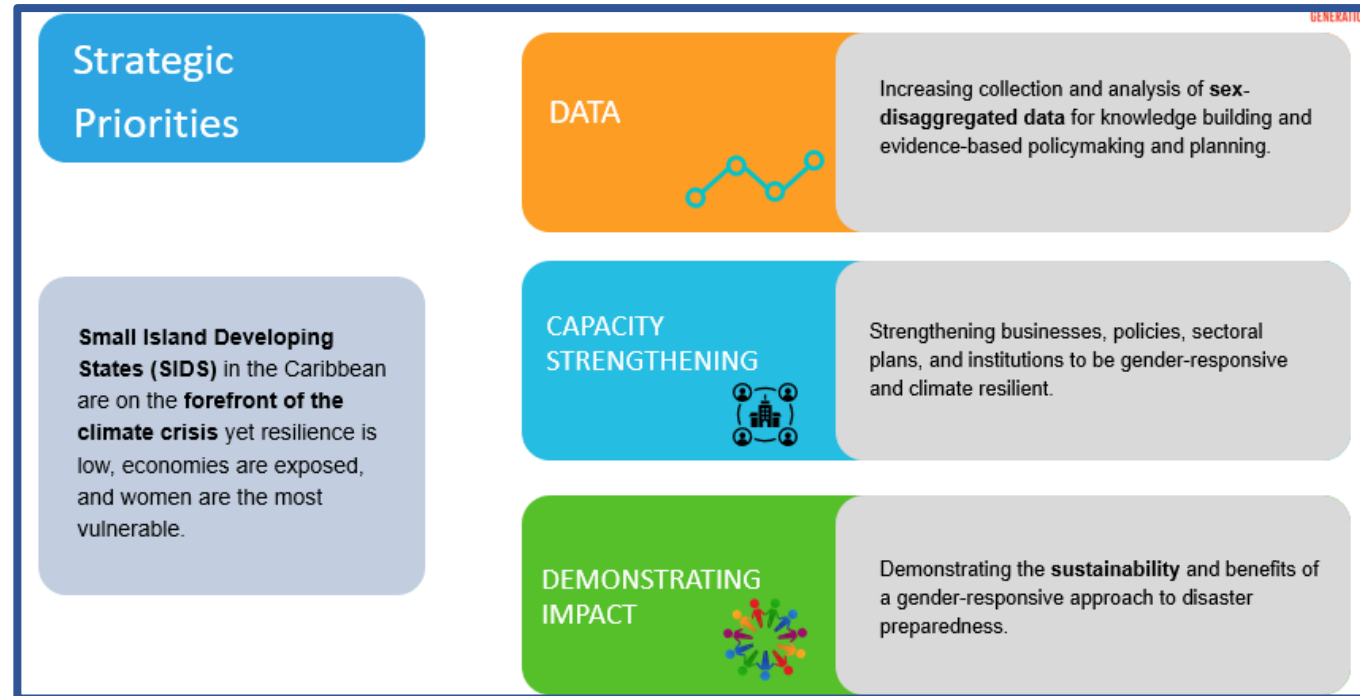 GENERATIO
Strategic
Priorities
Small Island Developing
States (SIDS) in the Caribbean
are on the forefront of the
climate crisis yet resilience is
low, economies are exposed,
and women are the most
vulnerable.
DATA
Increasing collection and analysis of sex-
disaggregated data for knowledge building and
evidence-based policymaking and planning.
CAPACITY
STRENGTHENING
Strengthening businesses, policies, sectoral
plans, and institutions to be gender-responsive
and climate resilient.
DEMONSTRATING
IMPACT
Demonstrating the sustainability and benefits of
a gender-responsive approach to disaster
preparedness.